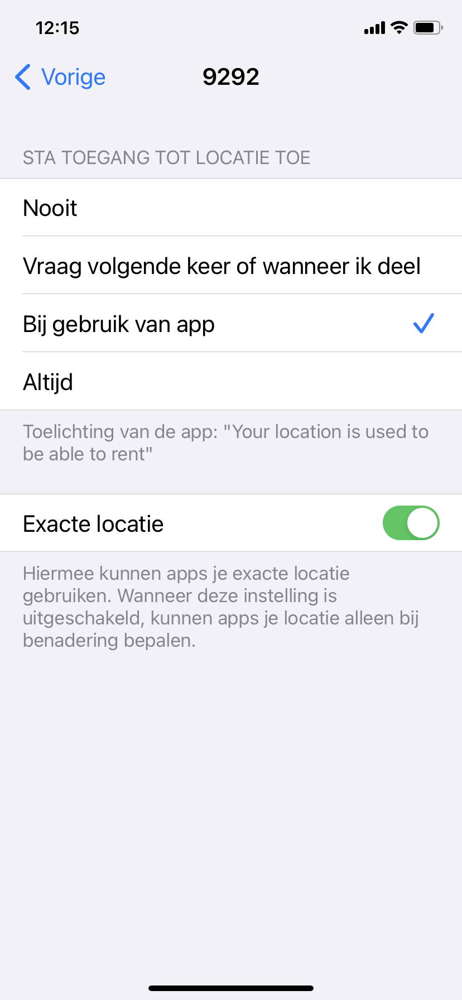 12:15
Vorige
9292
STA TOEGANG TOT LOCATIE TOE
Nooit
Vraag volgende keer of wanneer ik deel
Bij gebruik van app
Altijd
Toelichting van de app: "Your location is used to
be able to rent"
Exacte locatie
Hiermee kunnen apps je exacte locatie
gebruiken. Wanneer deze instelling is
uitgeschakeld, kunnen apps je locatie alleen bij
benadering bepalen.